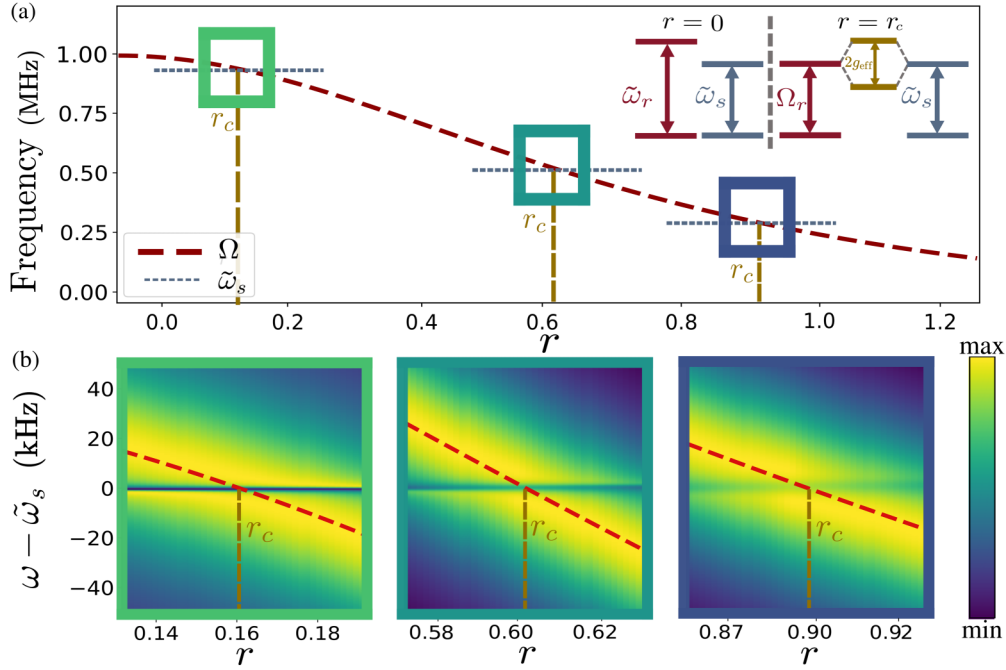 (a)
1.00
0.75
0.50
0.25
0.00
Frequency (MHz)
r_c
r_c
r_c
Ω
ω̃_s
r = 0
r = r_c
ω̃_r
ω̃_s
Ω_r
2g_eff
ω̃_s
0.0 0.2 0.4 0.6 0.8 1.0 1.2
r
(b)
ω − ω̃_s (kHz)
40
20
0
−20
−40
r_c
r_c
r_c
0.14 0.16 0.18
r
0.58 0.60 0.62
r
0.87 0.90 0.92
r
max
min